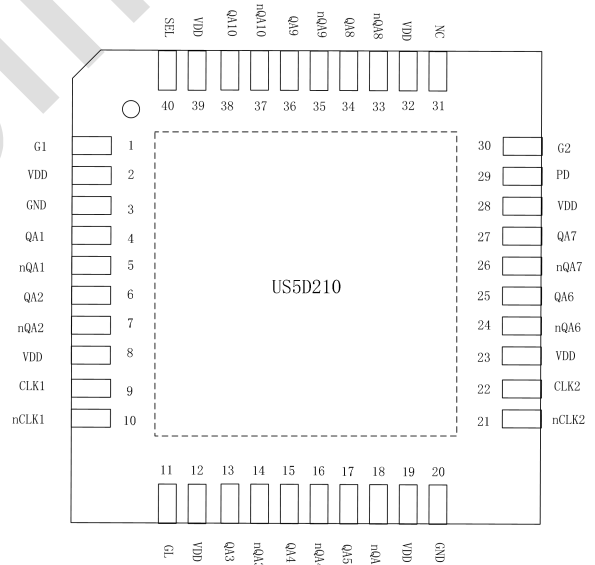 SEL VDD QA10 nQA10 QA9 nQA9 QA8 nQA8 VDD NC
40 39 38 37 36 35 34 33 32 31
G1 1 30 G2
VDD 2 29 PD
GND 3 28 VDD
QA1 4 27 QA7
nQA1 5 26 nQA7
QA2 6 25 QA6
nQA2 7 24 nQA6
VDD 8 23 VDD
CLK1 9 22 CLK2
nCLK1 10 21 nCLK2
US5D210
11 12 13 14 15 16 17 18 19 20
GL VDD QA3 QA4 QA5 VDD GND